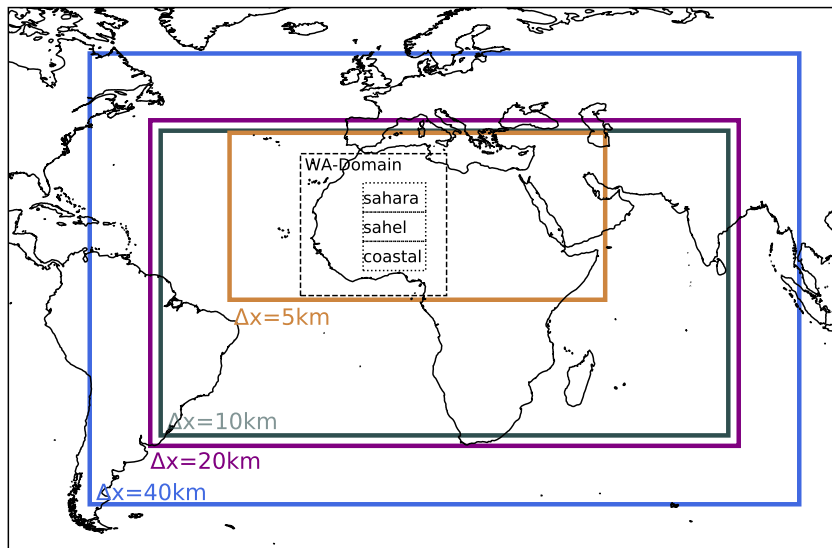 WA-Domain
sahara
sahel
coastal
Δx=5km
Δx=10km
Δx=20km
Δx=40km